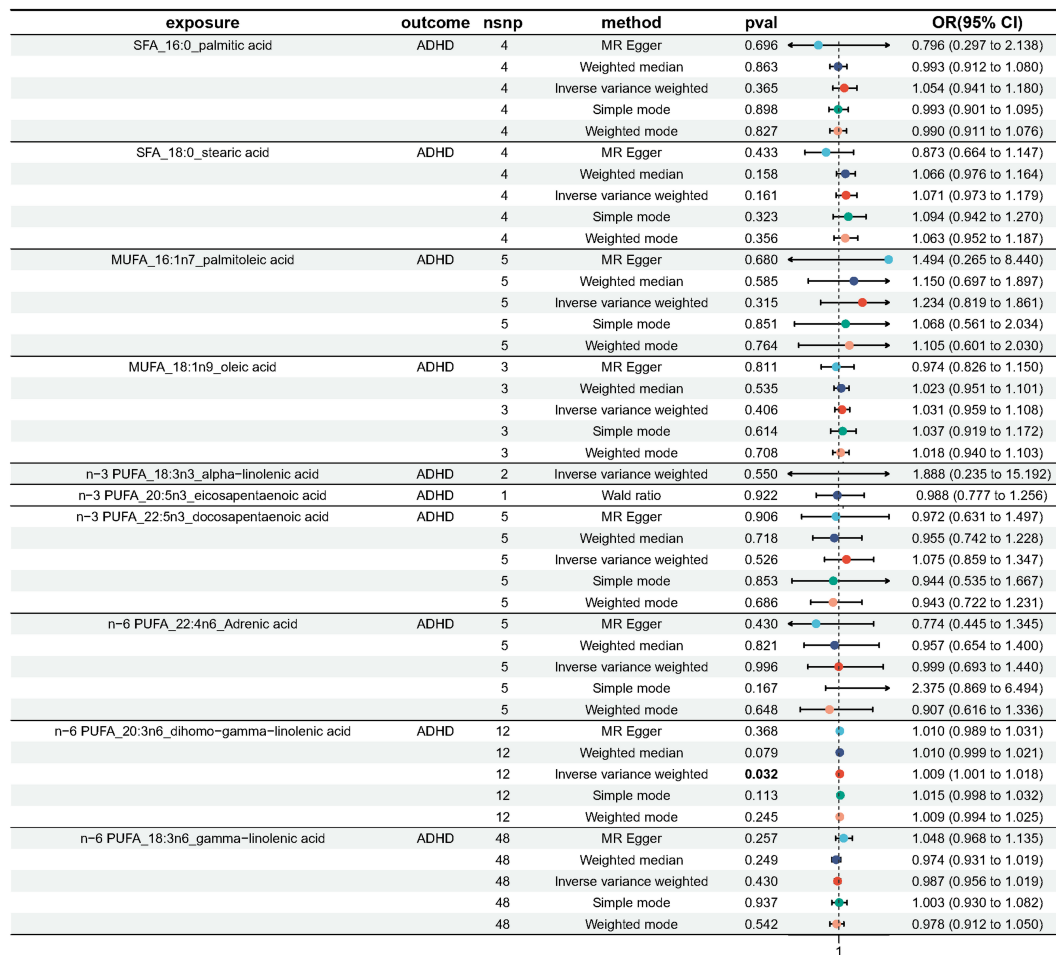 exposure outcome nsnp method pval OR(95% CI)
SFA_16:0_palmitic acid ADHD 4 MR Egger 0.696 0.796 (0.297 to 2.138)
4 Weighted median 0.863 0.993 (0.912 to 1.080)
4 Inverse variance weighted 0.365 1.054 (0.941 to 1.180)
4 Simple mode 0.898 0.993 (0.901 to 1.095)
4 Weighted mode 0.827 0.990 (0.911 to 1.076)
SFA_18:0_stearic acid ADHD 4 MR Egger 0.433 0.873 (0.664 to 1.147)
4 Weighted median 0.158 1.066 (0.976 to 1.164)
4 Inverse variance weighted 0.161 1.071 (0.973 to 1.179)
4 Simple mode 0.323 1.094 (0.942 to 1.270)
4 Weighted mode 0.356 1.063 (0.952 to 1.187)
MUFA_16:1n7_palmitoleic acid ADHD 5 MR Egger 0.680 1.494 (0.265 to 8.440)
5 Weighted median 0.585 1.150 (0.697 to 1.897)
5 Inverse variance weighted 0.315 1.234 (0.819 to 1.861)
5 Simple mode 0.851 1.068 (0.561 to 2.034)
5 Weighted mode 0.764 1.105 (0.601 to 2.030)
MUFA_18:1n9_oleic acid ADHD 3 MR Egger 0.811 0.974 (0.826 to 1.150)
3 Weighted median 0.535 1.023 (0.951 to 1.101)
3 Inverse variance weighted 0.406 1.031 (0.959 to 1.108)
3 Simple mode 0.614 1.037 (0.919 to 1.172)
3 Weighted mode 0.708 1.018 (0.940 to 1.103)
n−3 PUFA_18:3n3_alpha−linolenic acid ADHD 2 Inverse variance weighted 0.550 1.888 (0.235 to 15.192)
n−3 PUFA_20:5n3_eicosapentaenoic acid ADHD 1 Wald ratio 0.922 0.988 (0.777 to 1.256)
n−3 PUFA_22:5n3_docosapentaenoic acid ADHD 5 MR Egger 0.906 0.972 (0.631 to 1.497)
5 Weighted median 0.718 0.955 (0.742 to 1.228)
5 Inverse variance weighted 0.526 1.075 (0.859 to 1.347)
5 Simple mode 0.853 0.944 (0.535 to 1.667)
5 Weighted mode 0.686 0.943 (0.722 to 1.231)
n−6 PUFA_22:4n6_Adrenic acid ADHD 5 MR Egger 0.430 0.774 (0.445 to 1.345)
5 Weighted median 0.821 0.957 (0.654 to 1.400)
5 Inverse variance weighted 0.996 0.999 (0.693 to 1.440)
5 Simple mode 0.167 2.375 (0.869 to 6.494)
5 Weighted mode 0.648 0.907 (0.616 to 1.336)
n−6 PUFA_20:3n6_dihomo−gamma−linolenic acid ADHD 12 MR Egger 0.368 1.010 (0.989 to 1.031)
12 Weighted median 0.079 1.010 (0.999 to 1.021)
12 Inverse variance weighted 0.032 1.009 (1.001 to 1.018)
12 Simple mode 0.113 1.015 (0.998 to 1.032)
12 Weighted mode 0.245 1.009 (0.994 to 1.025)
n−6 PUFA_18:3n6_gamma−linolenic acid ADHD 48 MR Egger 0.257 1.048 (0.968 to 1.135)
48 Weighted median 0.249 0.974 (0.931 to 1.019)
48 Inverse variance weighted 0.430 0.987 (0.956 to 1.019)
48 Simple mode 0.937 1.003 (0.930 to 1.082)
48 Weighted mode 0.542 0.978 (0.912 to 1.050)
1